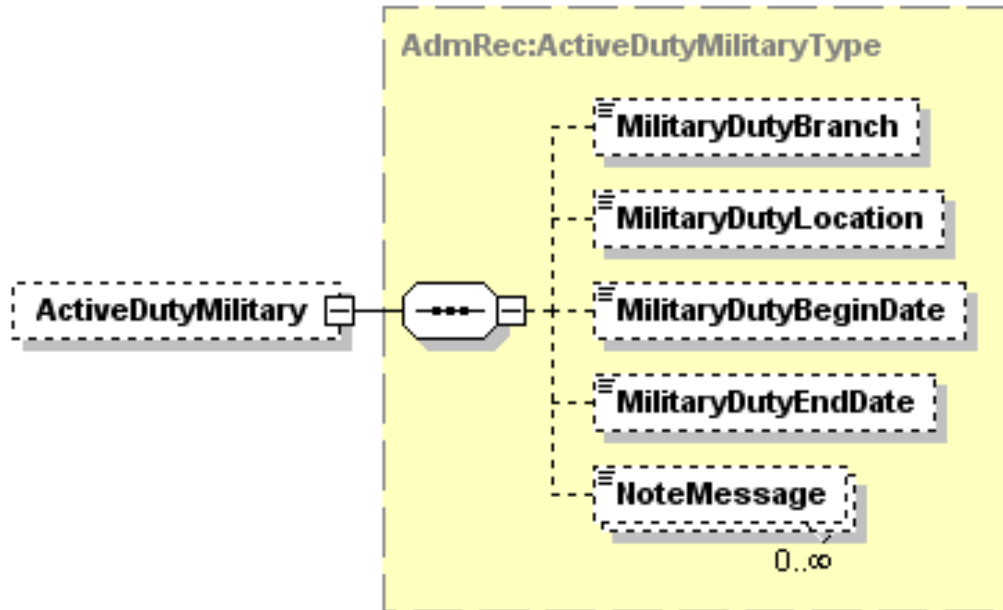 AdmRec:ActiveDutyMilitaryType
MilitaryDutyBranch
MilitaryDutyLocation
ActiveDutyMilitary
MilitaryDutyBeginDate
MilitaryDutyEndDate
NoteMessage
0..∞